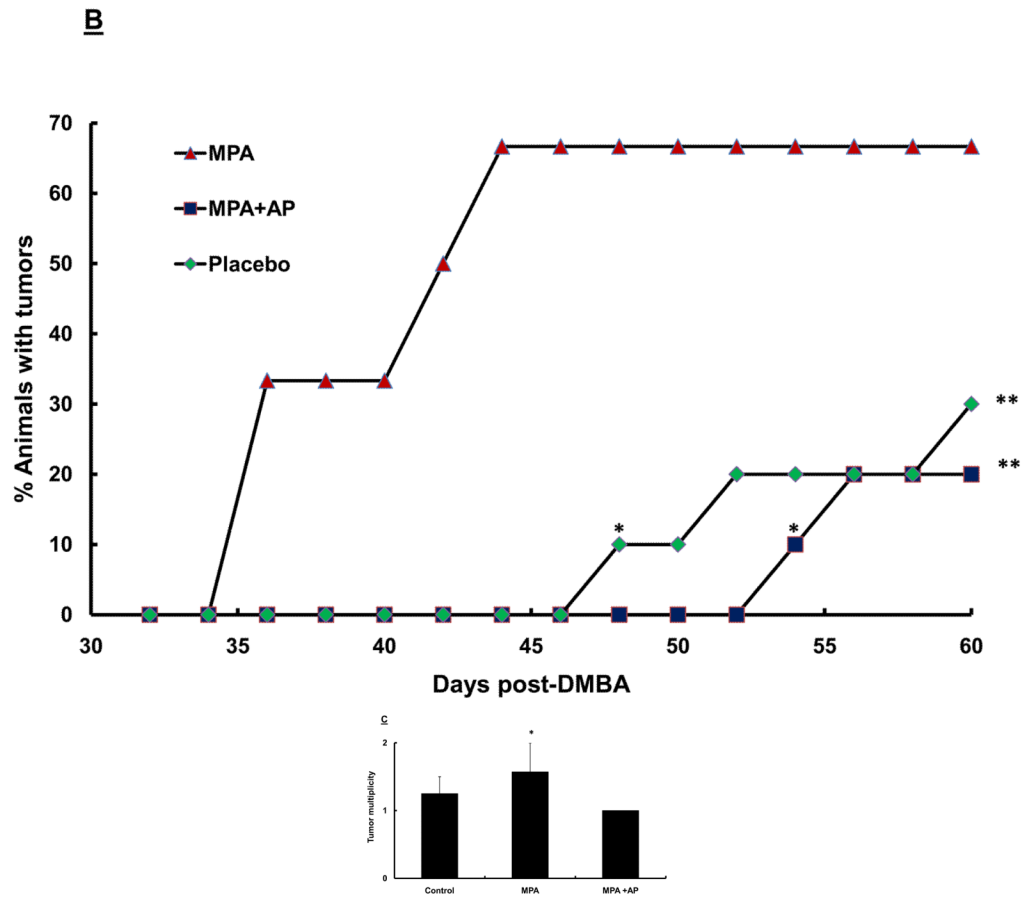 B
70
60
50
40
30
20
10
0
% Animals with tumors
MPA
MPA+AP
Placebo
**
**
*
*
30 35 40 45 50 55 60
Days post-DMBA
C
2
1
0
Tumor multiplicity
*
Control MPA MPA +AP